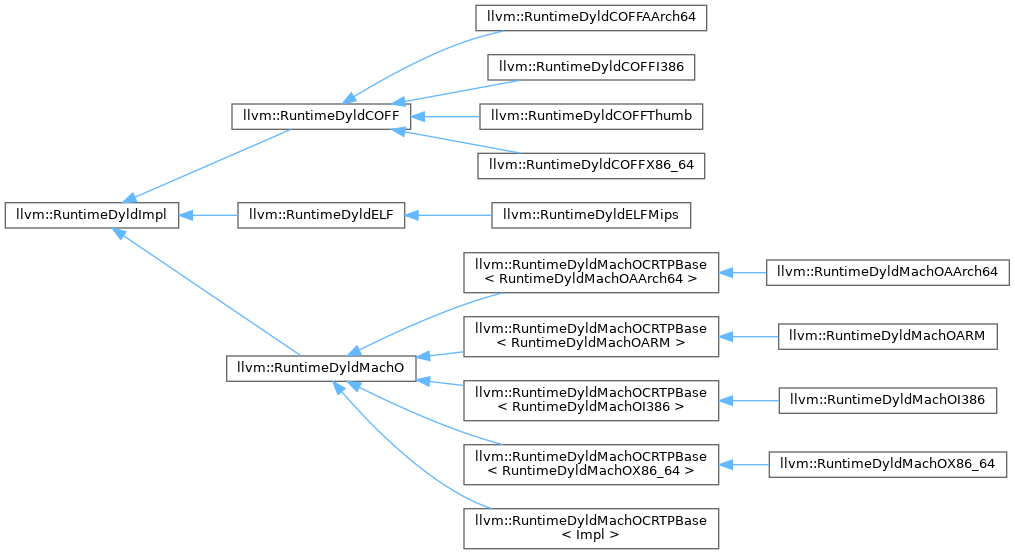 llvm::RuntimeDyldCOFFAArch64
llvm::RuntimeDyldCOFFI386
llvm::RuntimeDyldCOFF
llvm::RuntimeDyldCOFFThumb
llvm::RuntimeDyldCOFFX86_64
llvm::RuntimeDyldImpl
llvm::RuntimeDyldELF
llvm::RuntimeDyldELFMips
llvm::RuntimeDyldMachOCRTPBase
< RuntimeDyldMachOAArch64 >
llvm::RuntimeDyldMachOAArch64
llvm::RuntimeDyldMachOCRTPBase
< RuntimeDyldMachOARM >
llvm::RuntimeDyldMachOARM
llvm::RuntimeDyldMachO
llvm::RuntimeDyldMachOCRTPBase
< RuntimeDyldMachOI386 >
llvm::RuntimeDyldMachOI386
llvm::RuntimeDyldMachOCRTPBase
< RuntimeDyldMachOX86_64 >
llvm::RuntimeDyldMachOX86_64
llvm::RuntimeDyldMachOCRTPBase
< Impl >